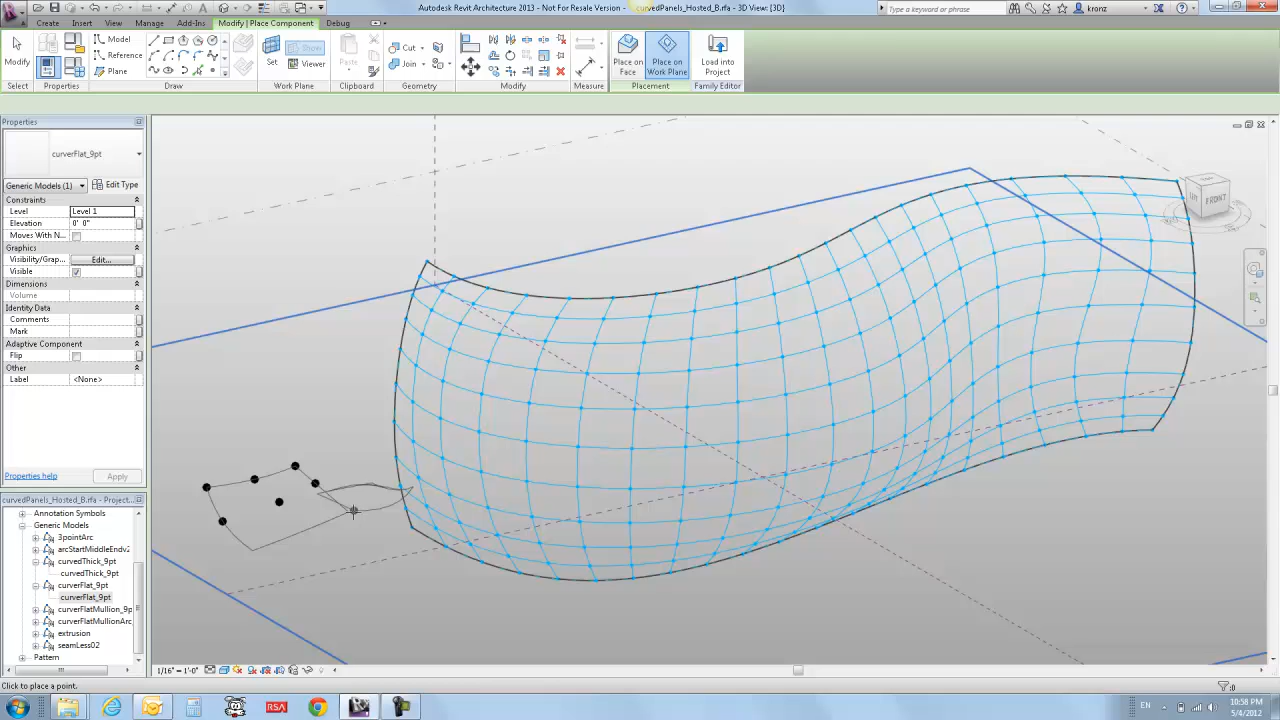 Autodesk Revit Architecture 2013 - Not For Resale Version - curvedPanels_Hosted_B.rfa - 3D View: {3D}
Type a keyword or phrase
kronz
Create Insert View Manage Add-Ins Modify | Place Component Debug
Modify
Model
Reference
Plane
Set
Show
Viewer
Paste
Cut
Join
Place on Face
Place on Work Plane
Load into Project
Select Properties Draw Work Plane Clipboard Geometry Modify Measure Placement Family Editor
Properties
curverFlat_9pt
Generic Models (1) Edit Type
Constraints
Level Level 1
Elevation 0' 0"
Moves With N...
Graphics
Visibility/Grap... Edit...
Visible
Dimensions
Volume
Identity Data
Comments
Mark
Adaptive Component
Flip
Other
Label <None>
Properties help Apply
curvedPanels_Hosted_B.rfa - Project...
Annotation Symbols
Generic Models
3pointArc
arcStartMiddleEndv2
curvedThick_9pt
curvedThick_9pt
curverFlat_9pt
curverFlat_9pt
curverFlatMullion_9p
curverFlatMullionArc
extrusion
seamLess02
Pattern
FRONT
1/16" = 1'-0"
Click to place a point.
:0
RSA
EN
10:58 PM
5/4/2012